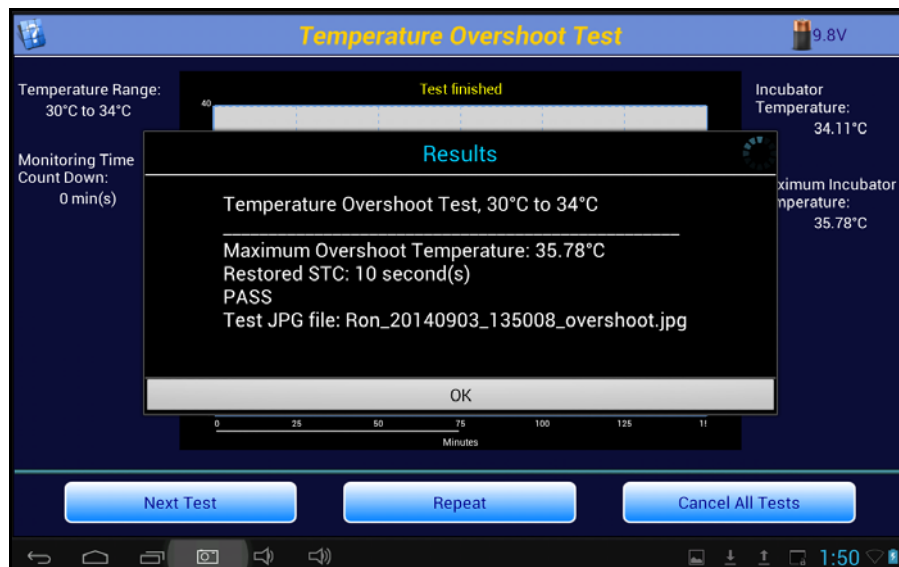 Temperature Overshoot Test
9.8V
Temperature Range:
30°C to 34°C
Monitoring Time
Count Down:
0 min(s)
Test finished
40
Incubator
Temperature:
34.11°C
ximum Incubator
perature:
35.78°C
Results
Temperature Overshoot Test, 30°C to 34°C
Maximum Overshoot Temperature: 35.78°C
Restored STC: 10 second(s)
PASS
Test JPG file: Ron_20140903_135008_overshoot.jpg
OK
0 25 50 75 100 125
Minutes
Next Test
Repeat
Cancel All Tests
1:50